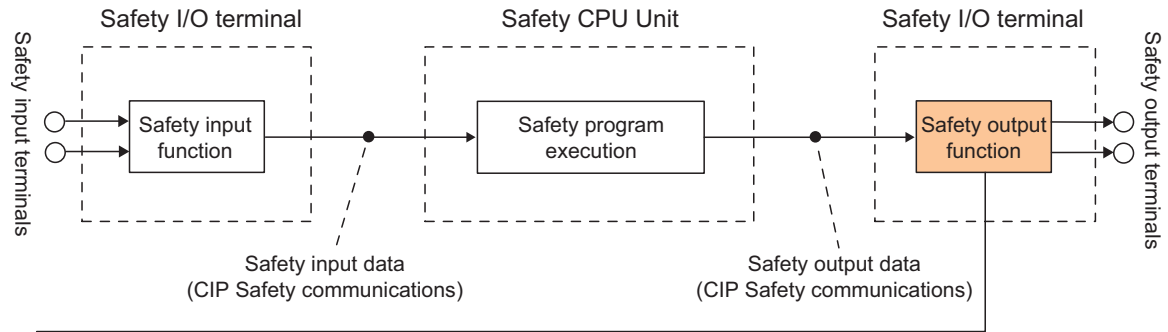 Safety I/O terminal
Safety CPU Unit
Safety I/O terminal
Safety input terminals
Safety input
function
Safety program
execution
Safety output
function
Safety output terminals
Safety input data
(CIP Safety communications)
Safety output data
(CIP Safety communications)